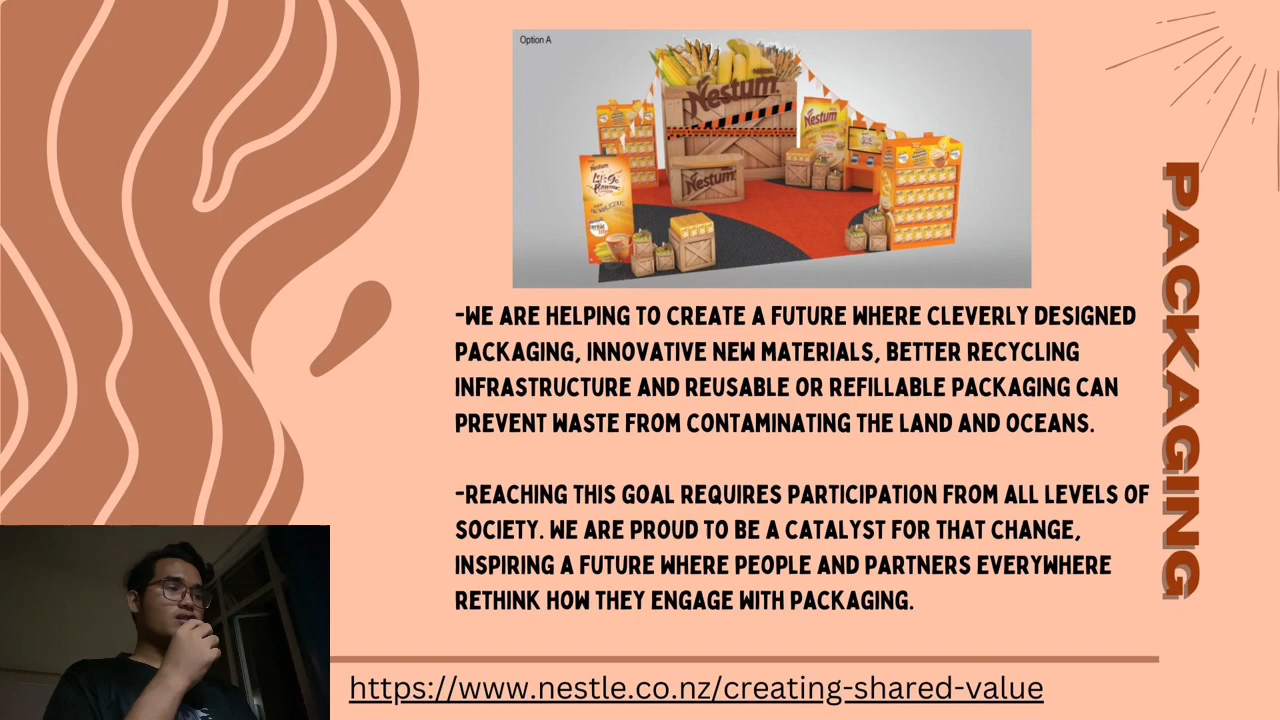 Option A
Nestum
Nestum
Nestum
Nestum
PACKAGING
-WE ARE HELPING TO CREATE A FUTURE WHERE CLEVERLY DESIGNED
PACKAGING, INNOVATIVE NEW MATERIALS, BETTER RECYCLING
INFRASTRUCTURE AND REUSABLE OR REFILLABLE PACKAGING CAN
PREVENT WASTE FROM CONTAMINATING THE LAND AND OCEANS.
-REACHING THIS GOAL REQUIRES PARTICIPATION FROM ALL LEVELS OF
SOCIETY. WE ARE PROUD TO BE A CATALYST FOR THAT CHANGE,
INSPIRING A FUTURE WHERE PEOPLE AND PARTNERS EVERYWHERE
RETHINK HOW THEY ENGAGE WITH PACKAGING.
https://www.nestle.co.nz/creating-shared-value